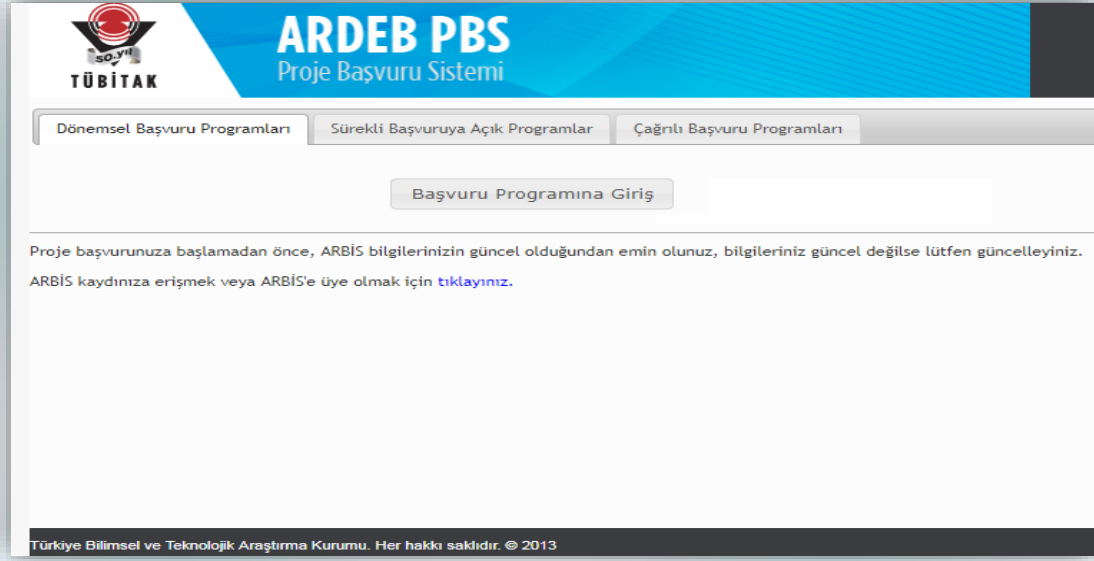 50.yıl
TÜBİTAK
ARDEB PBS
Proje Başvuru Sistemi
Dönemsel Başvuru Programları
Sürekli Başvuruya Açık Programlar
Çağrılı Başvuru Programları
Başvuru Programına Giriş
Proje başvurunuza başlamadan önce, ARBİS bilgilerinizin güncel olduğundan emin olunuz, bilgileriniz güncel değilse lütfen güncelleyiniz.
ARBİS kaydınıza erişmek veya ARBİS'e üye olmak için tıklayınız.
Türkiye Bilimsel ve Teknolojik Araştırma Kurumu. Her hakkı saklıdır. © 2013